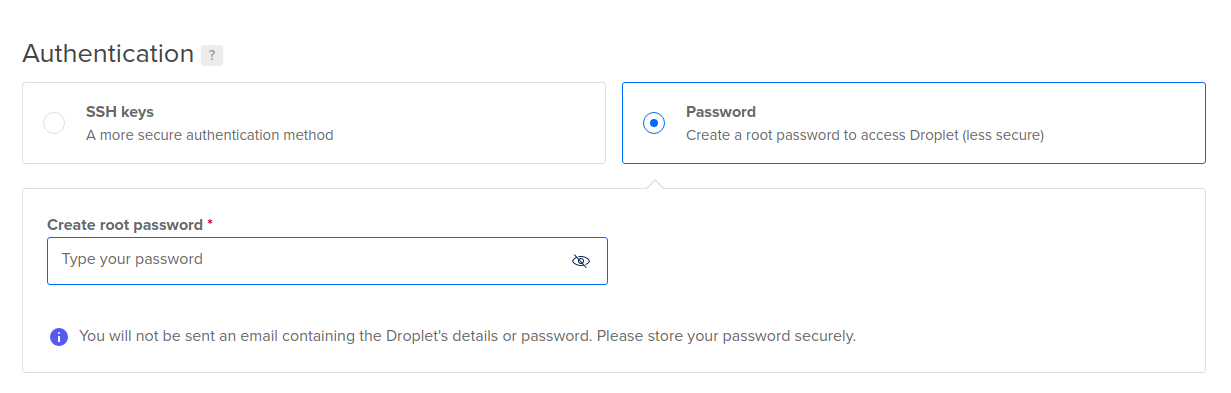 Authentication ?
SSH keys
A more secure authentication method
Password
Create a root password to access Droplet (less secure)
Create root password *
Type your password
You will not be sent an email containing the Droplet's details or password. Please store your password securely.